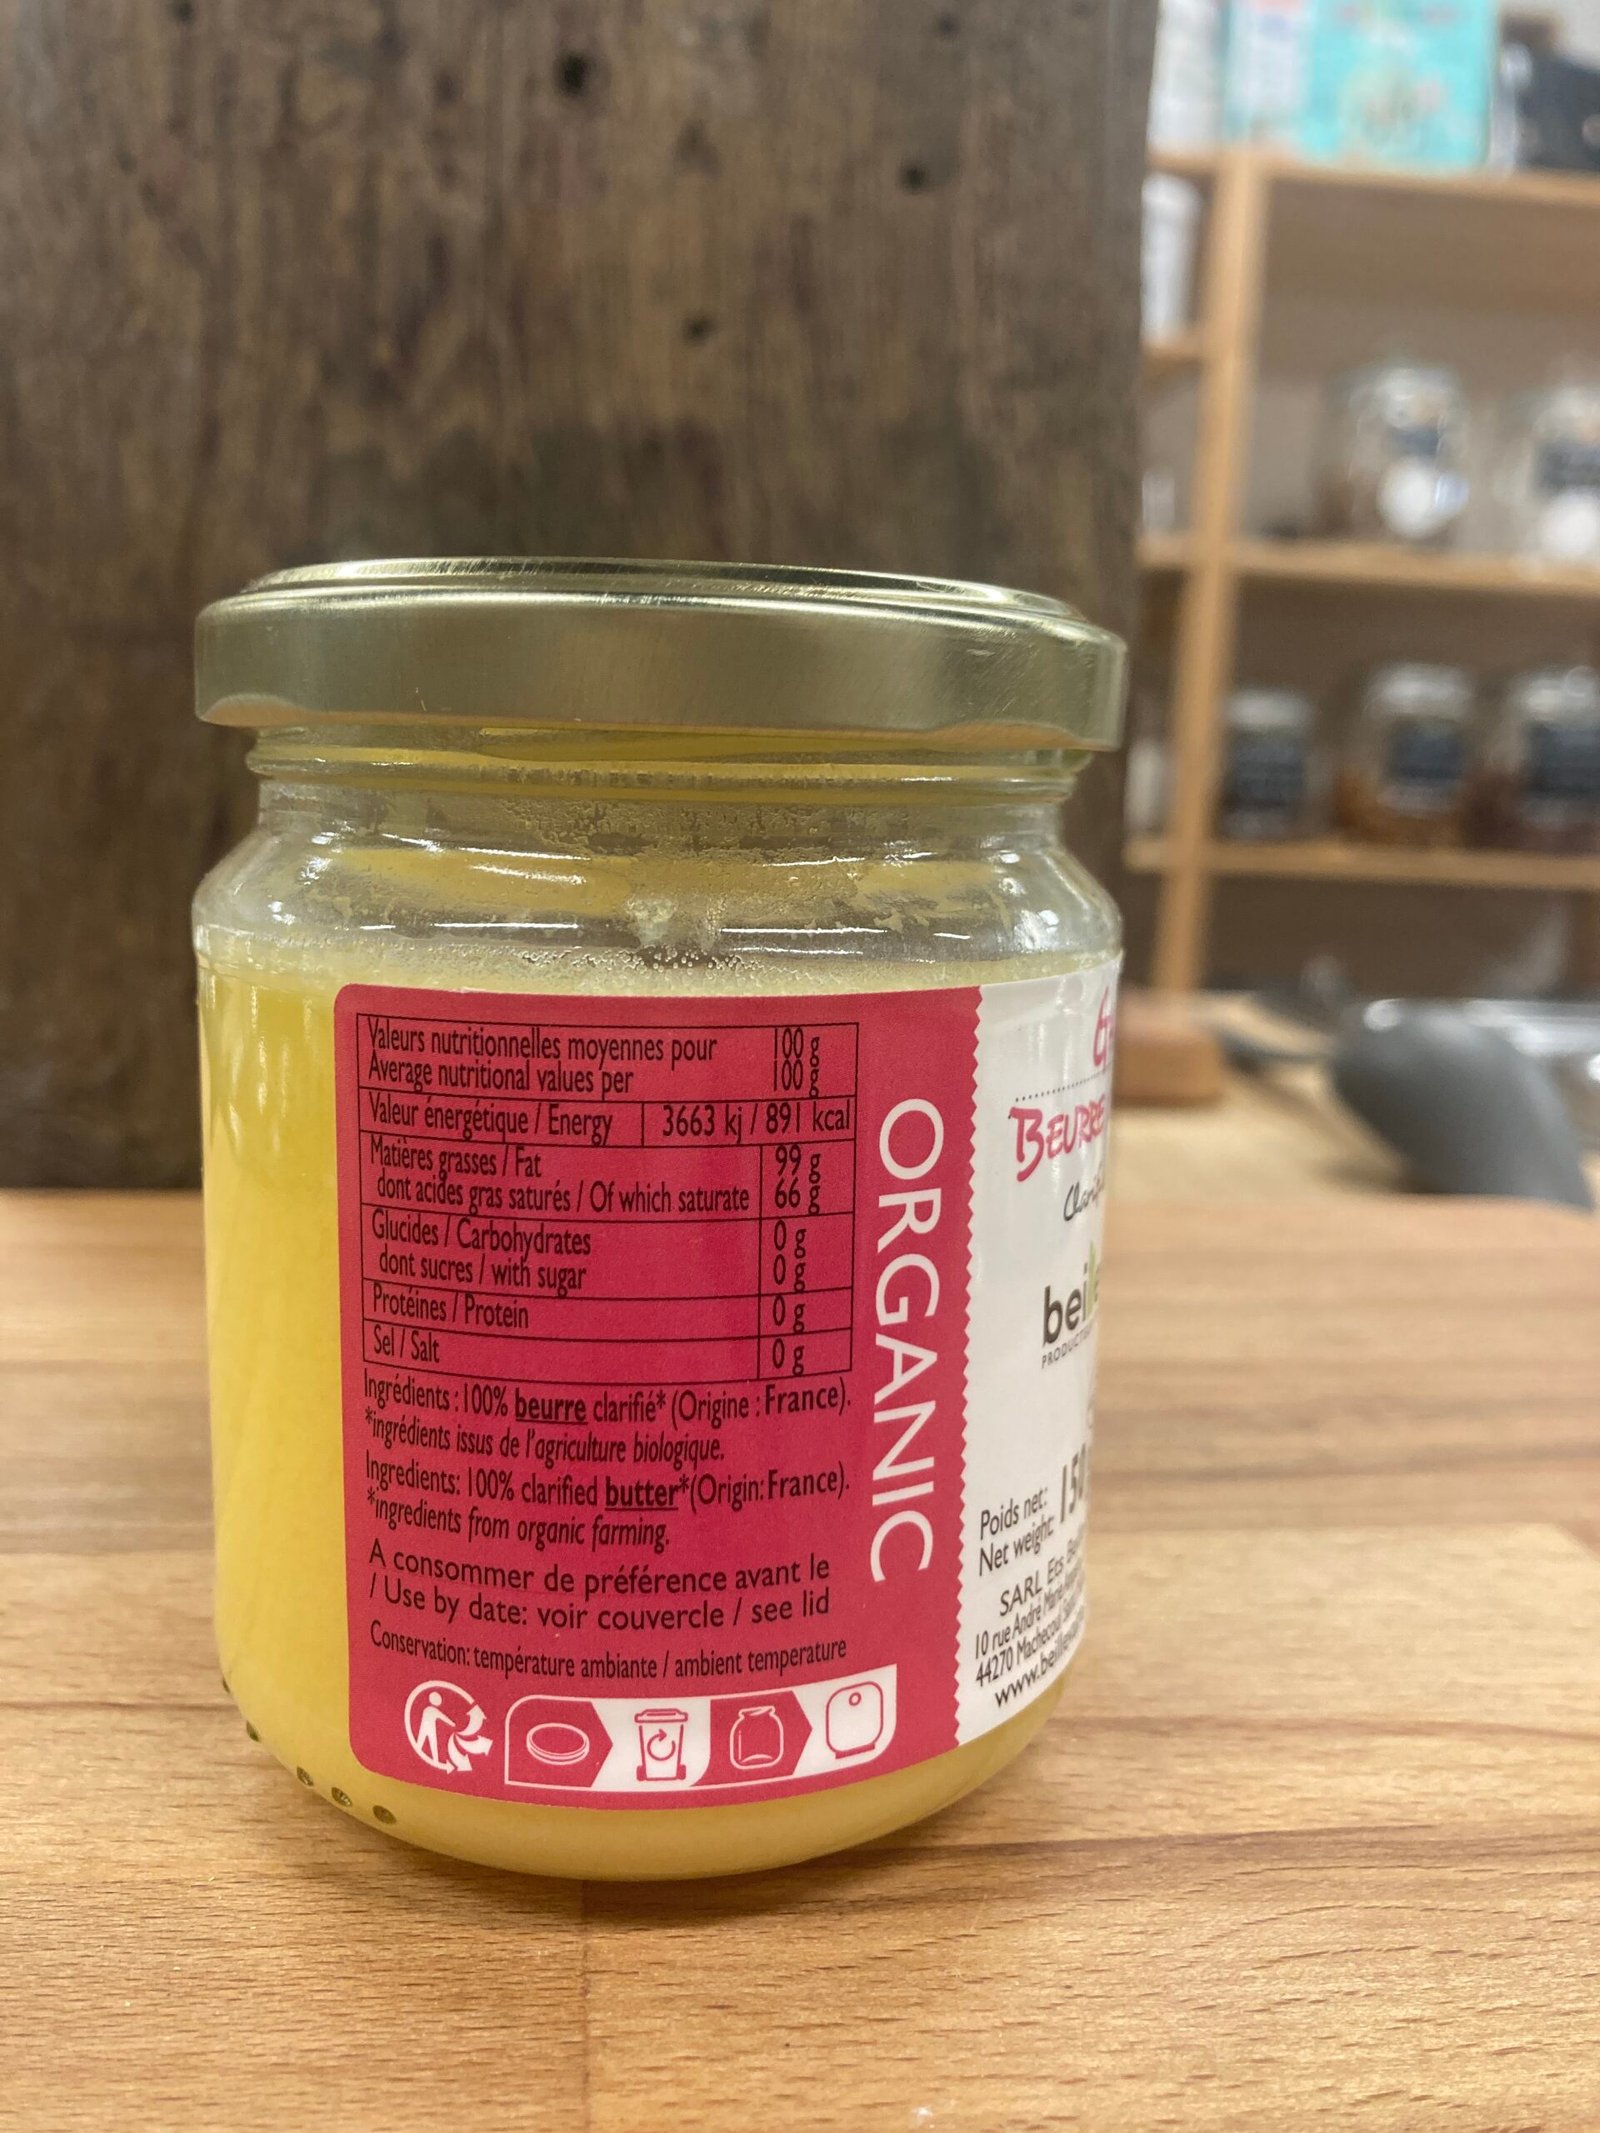 Valeurs nutritionnelles moyennes pour 100 g
Average nutritional values per 100 g
Valeur énergétique / Energy 3663 kj / 891 kcal
Matières grasses / Fat 99 g
dont acides gras saturés / Of which saturate 66 g
Glucides / Carbohydrates 0 g
dont sucres / with sugar 0 g
Protéines / Protein 0 g
Sel / Salt 0 g
Ingrédients : 100% beurre clarifié* (Origine : France).
*ingrédients issus de l'agriculture biologique.
Ingredients: 100% clarified butter* (Origin: France).
*ingredients from organic farming.
A consommer de préférence avant le
/ Use by date: voir couvercle / see lid
Conservation: température ambiante / ambient temperature
ORGANIC
BEURRE
Poids net: 150
Net weight:
SARL Ets
10 rue André Marie
44270 Machecoul